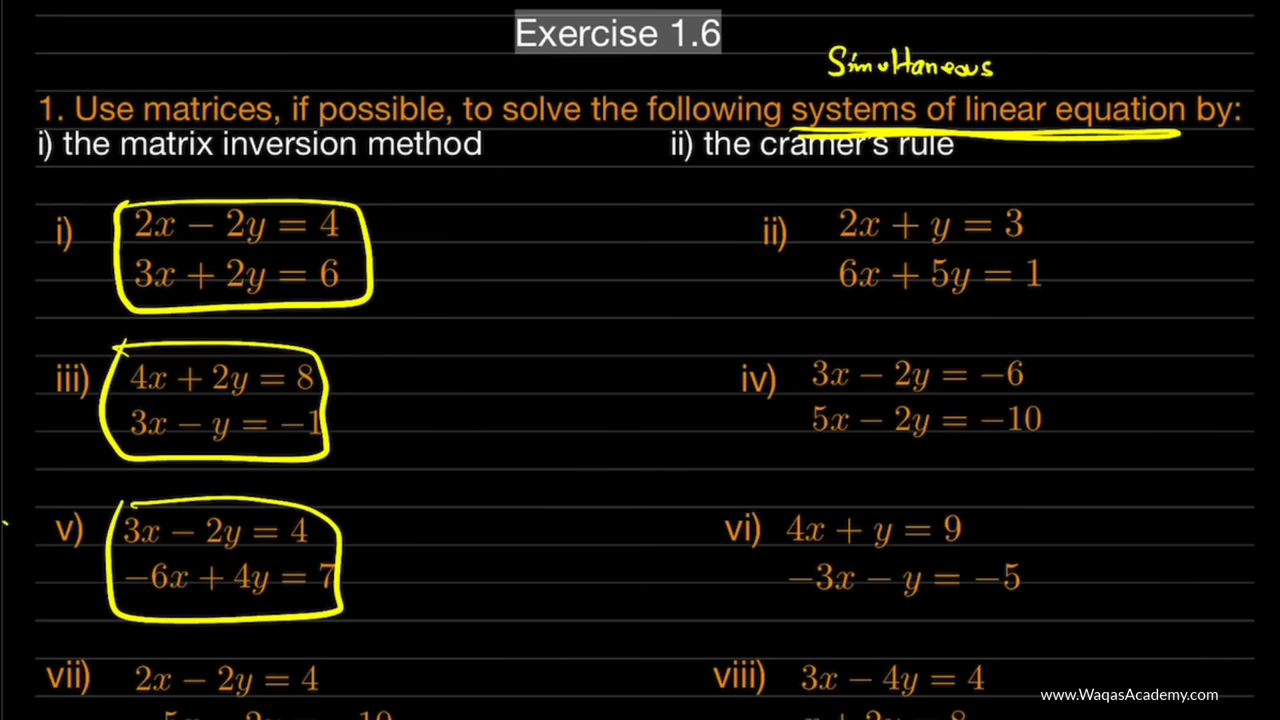 Exercise 1.6
Simultaneous
1. Use matrices, if possible, to solve the following systems of linear equation by:
i) the matrix inversion method ii) the cramer's rule
i) 2x − 2y = 4 ii) 2x + y = 3
3x + 2y = 6 6x + 5y = 1
iii) 4x + 2y = 8 iv) 3x − 2y = −6
3x − y = −1 5x − 2y = −10
v) 3x − 2y = 4 vi) 4x + y = 9
−6x + 4y = 7 −3x − y = −5
vii) 2x − 2y = 4 viii) 3x − 4y = 4
www.WaqasAcademy.com